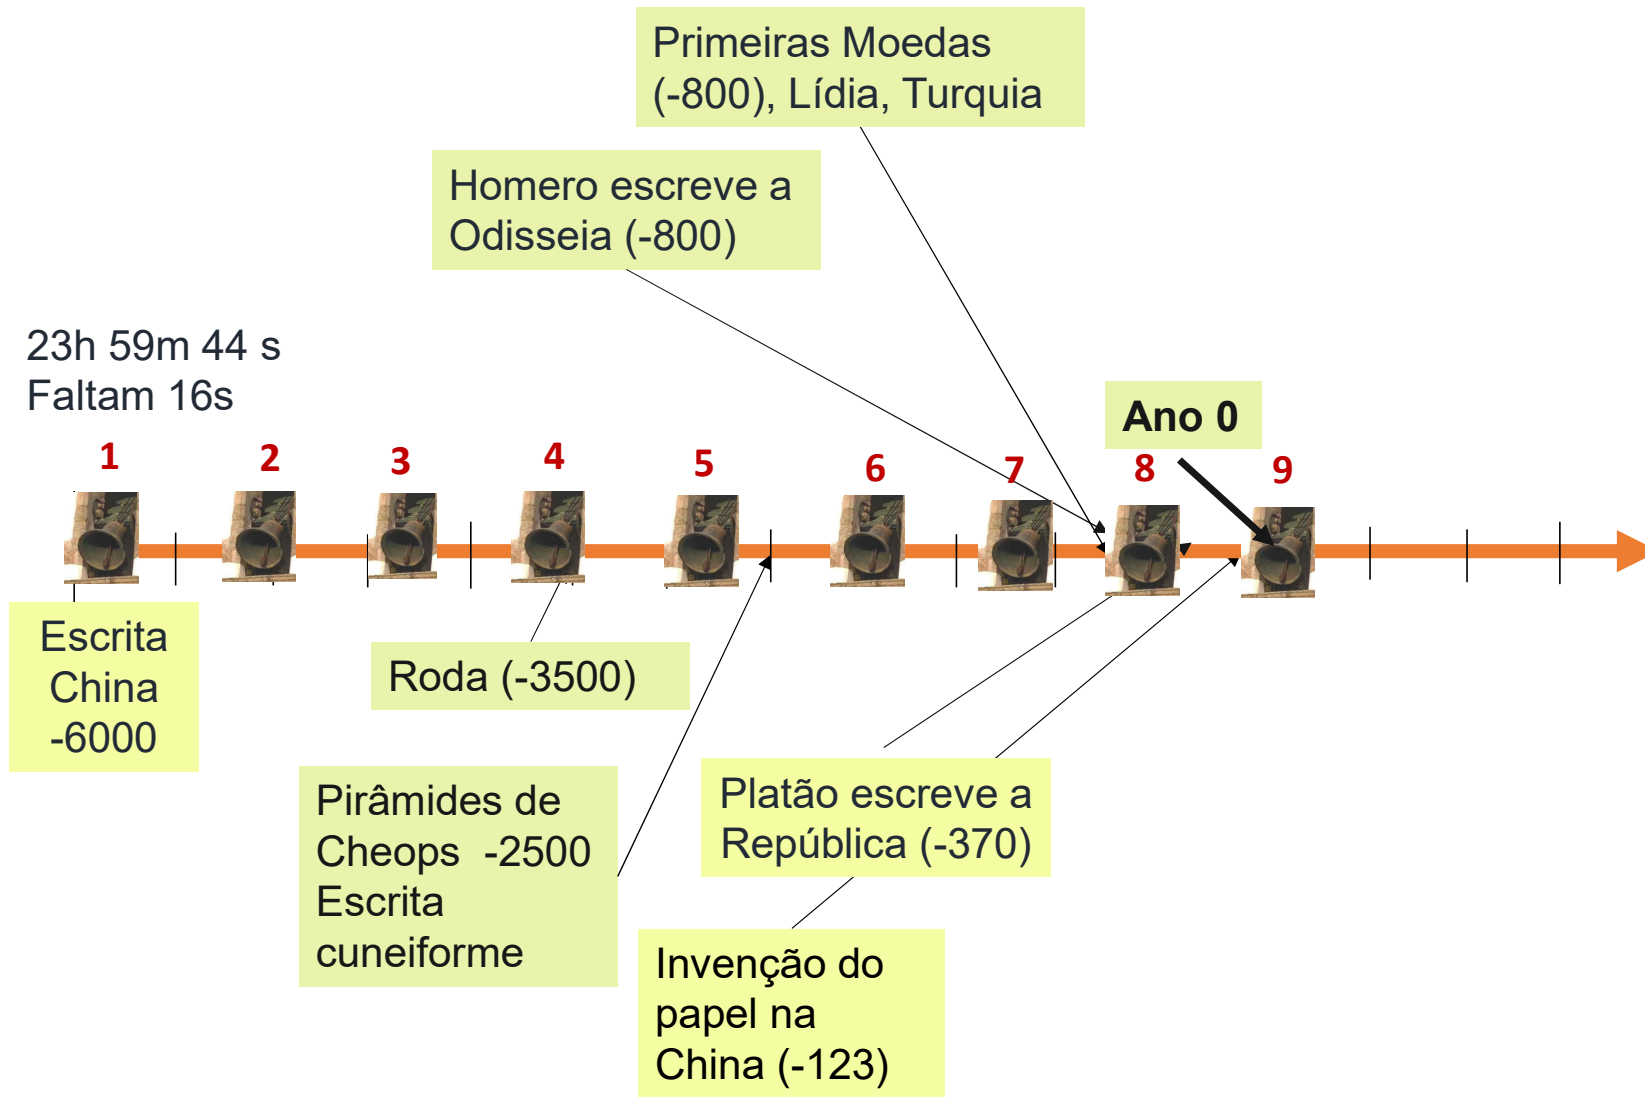 Primeiras Moedas
(-800), Lídia, Turquia
Homero escreve a
Odisseia (-800)
23h 59m 44 s
Faltam 16s
Ano 0
1
2
3
4
5
6
7
8
9
Escrita
China
-6000
Roda (-3500)
Pirâmides de
Cheops -2500
Escrita
cuneiforme
Platão escreve a
República (-370)
Invenção do
papel na
China (-123)